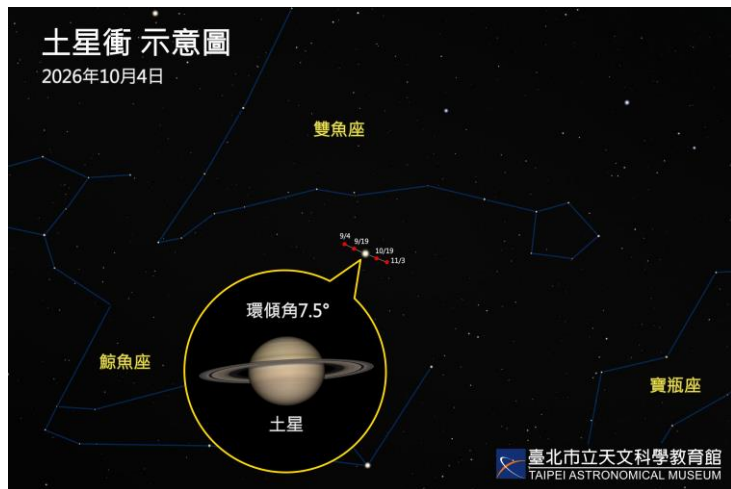 土星衝 示意圖
2026年10月4日
雙魚座
9/4
9/19
10/19
11/3
環傾角7.5°
鯨魚座
土星
寶瓶座
臺北市立天文科學教育館
TAIPEI ASTRONOMICAL MUSEUM